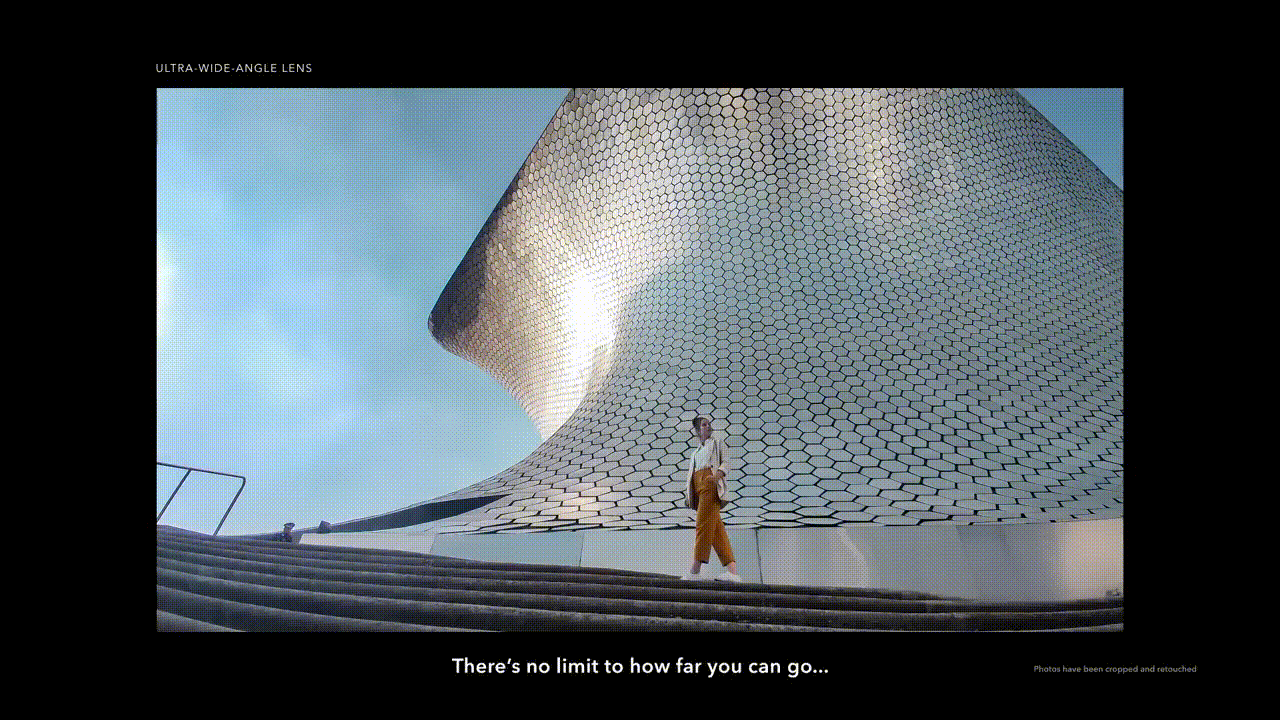 ULTRA-WIDE-ANGLE LENS
There's no limit to how far you can go...
Photos have been cropped and retouched